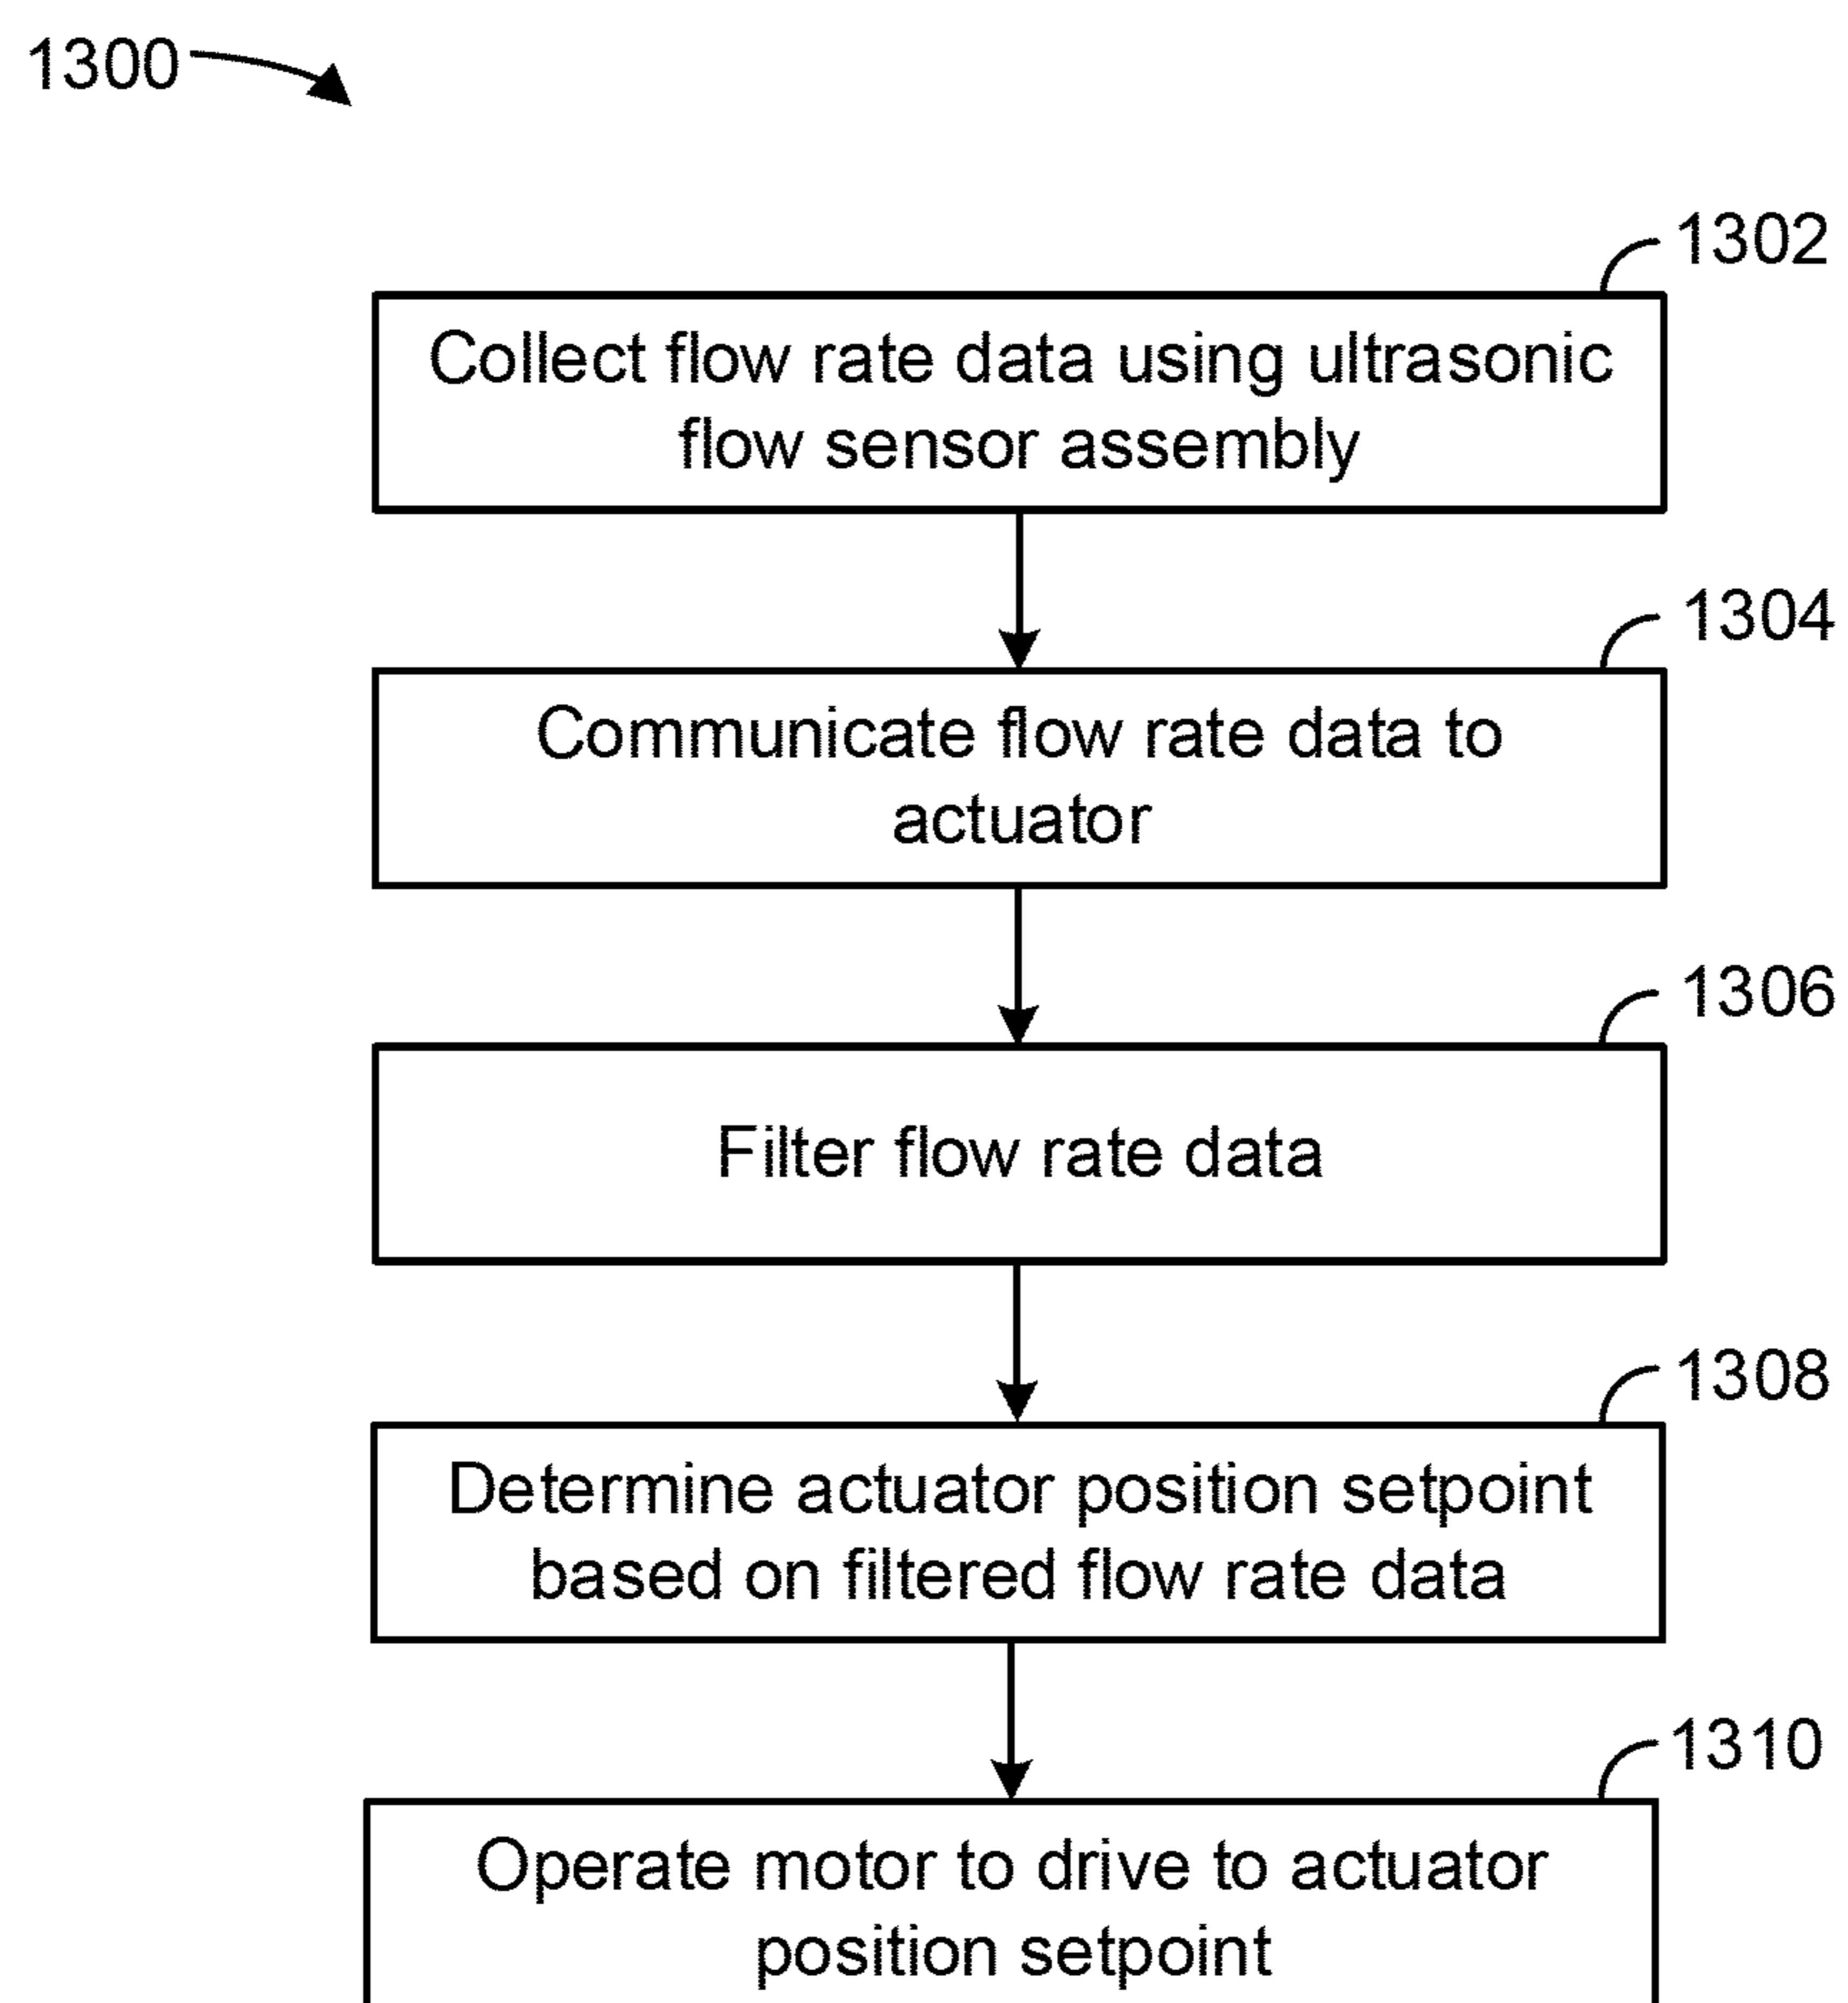 1300
1302
Collect flow rate data using ultrasonic
flow sensor assembly
1304
Communicate flow rate data to
actuator
1306
Filter flow rate data
1308
Determine actuator position setpoint
based on filtered flow rate data
1310
Operate motor to drive to actuator
position setpoint